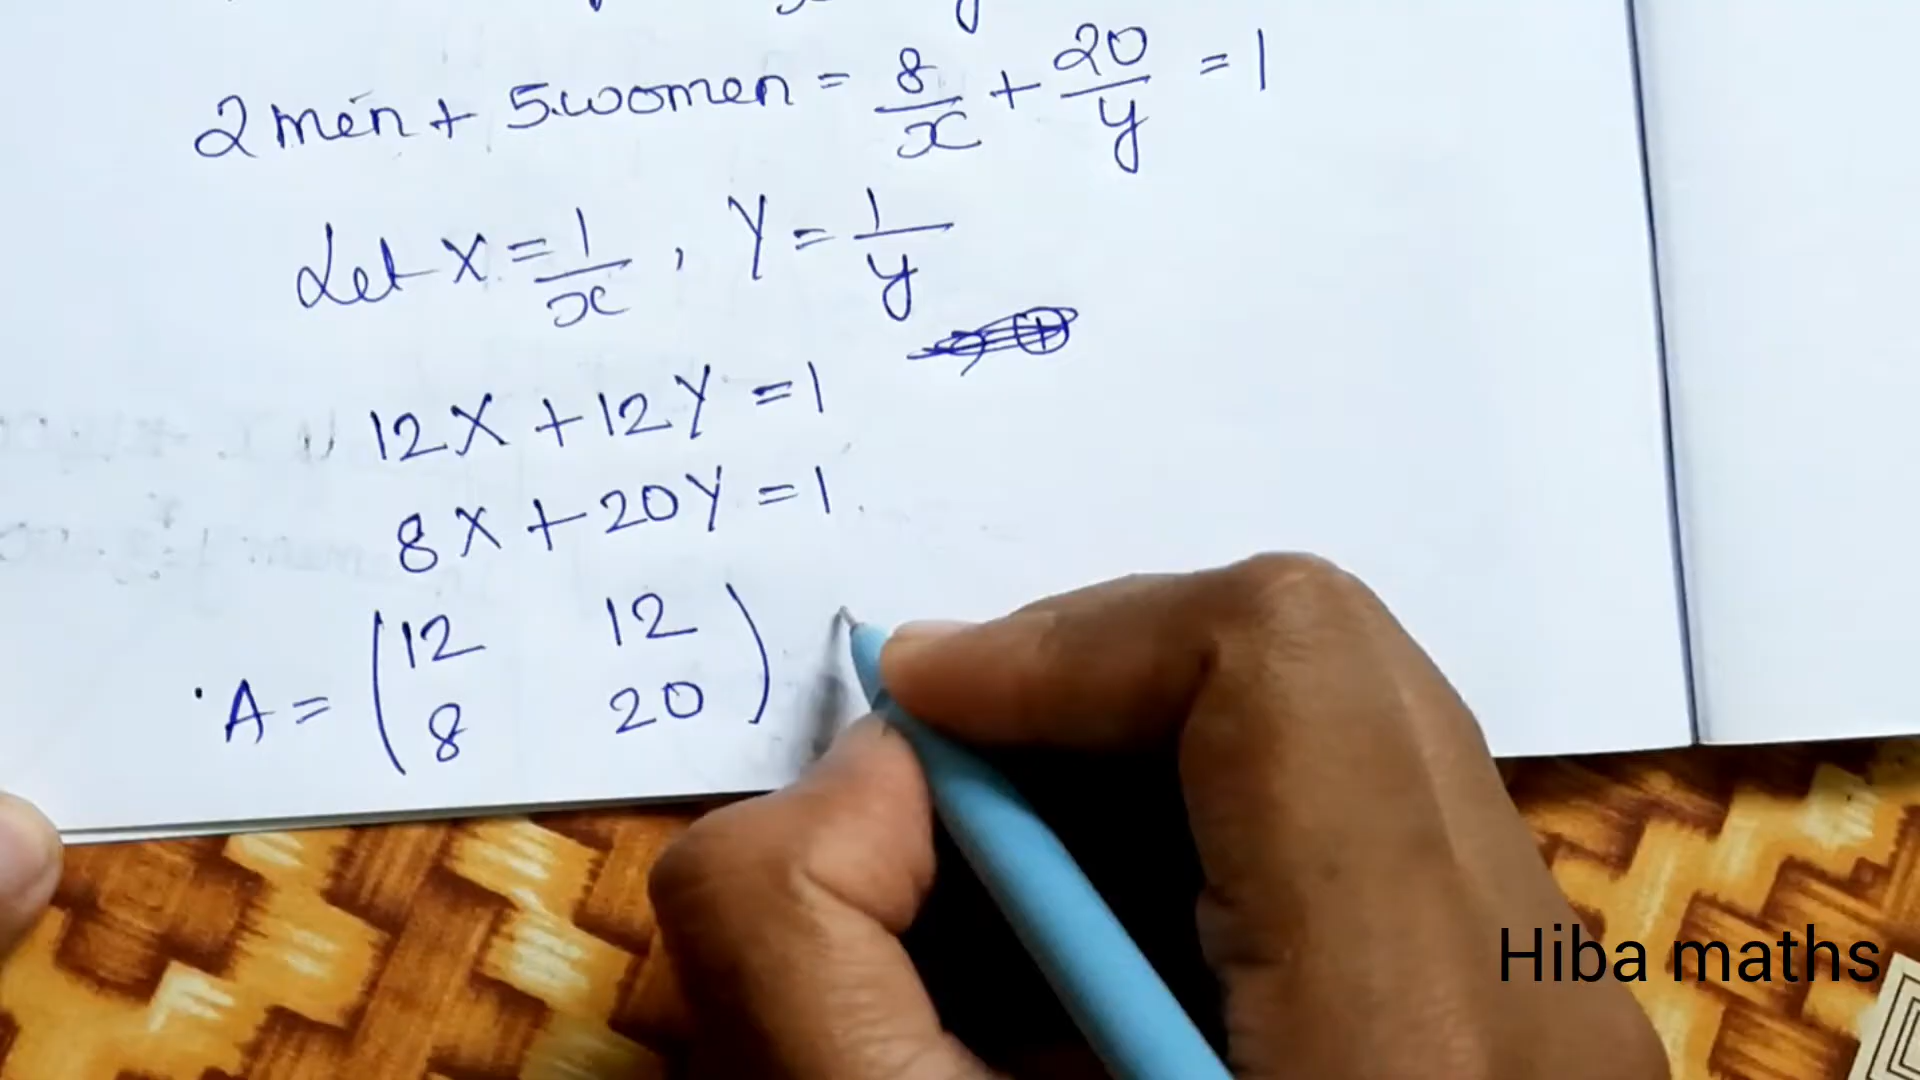 2 men + 5 women = 8/x + 20/y = 1
Let X = 1/x , Y = 1/y
12X + 12Y = 1
8X + 20Y = 1
A = (12 12
8 20)
Hiba maths